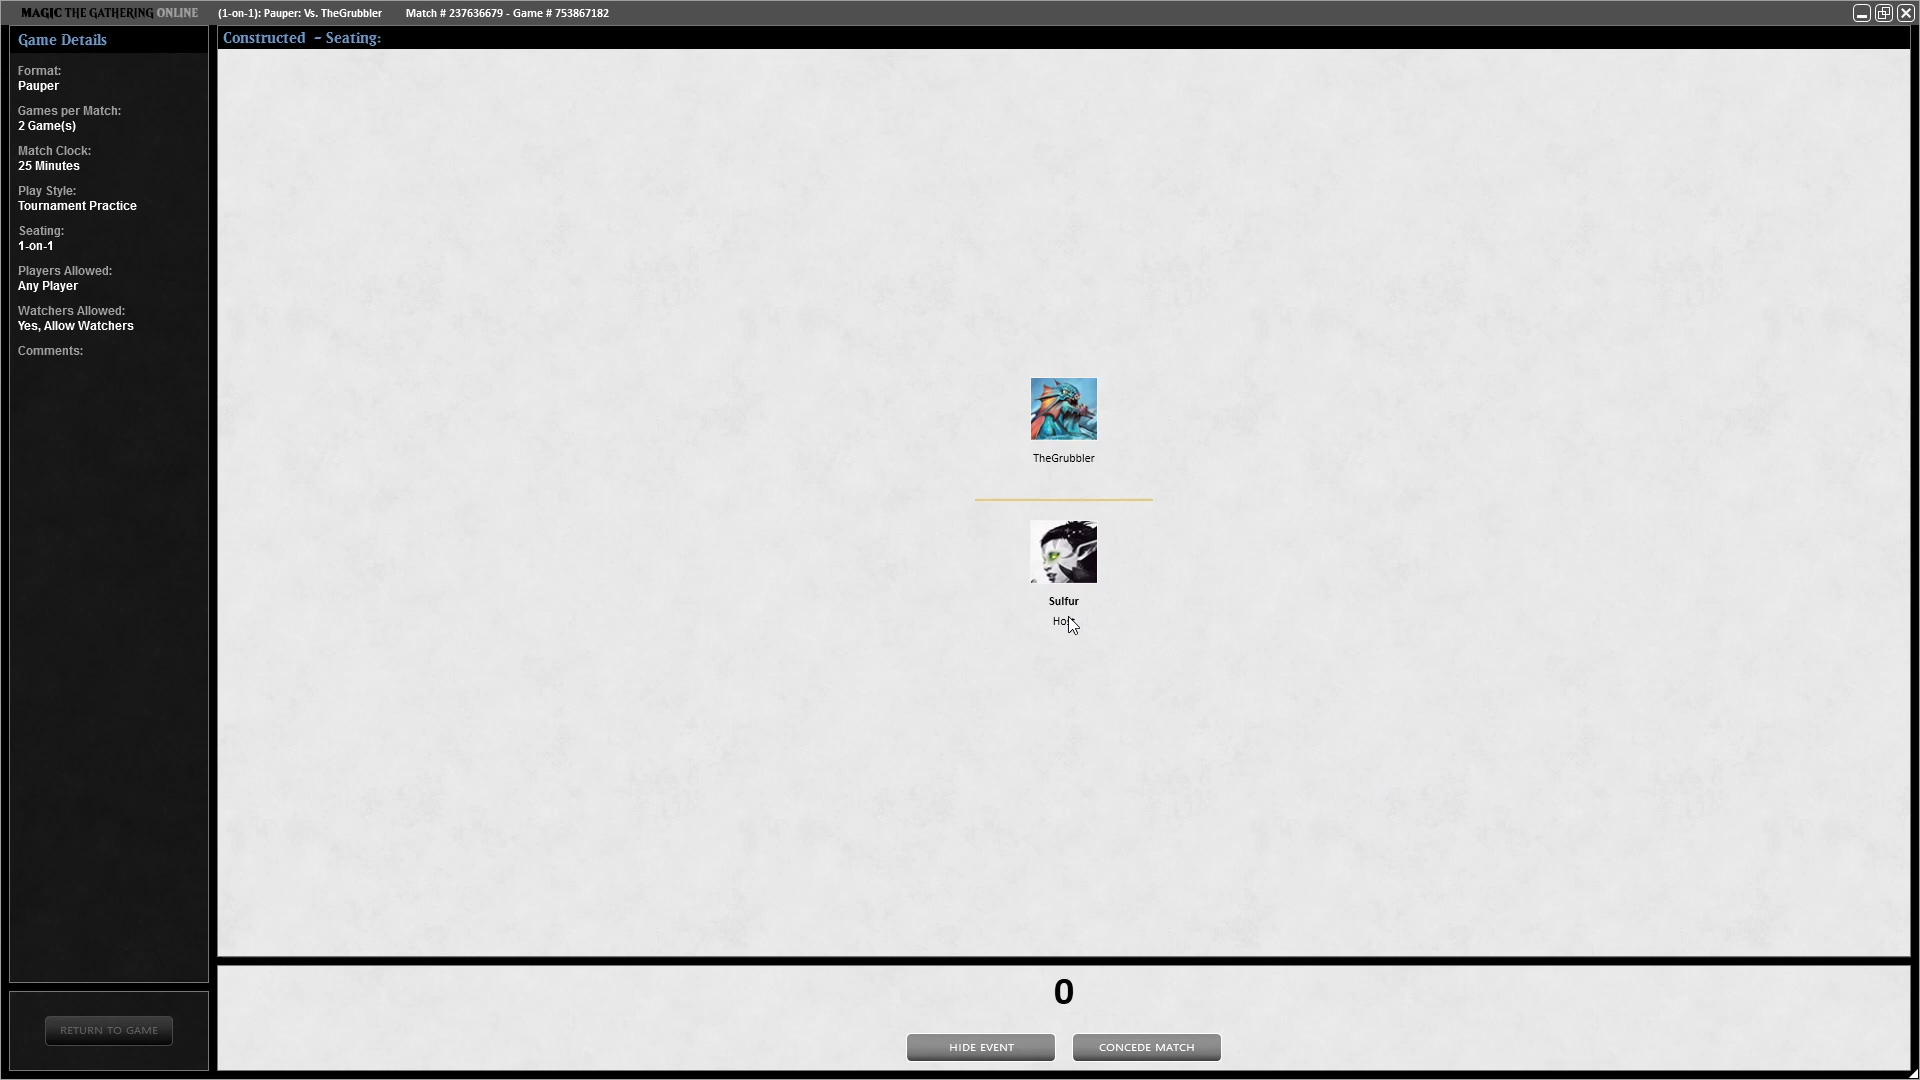 MAGIC THE GATHERING ONLINE (1-on-1): Pauper: Vs. TheGrubbler Match # 237636679 - Game # 753867182
Game Details
Format:
Pauper
Games per Match:
2 Game(s)
Match Clock:
25 Minutes
Play Style:
Tournament Practice
Seating:
1-on-1
Players Allowed:
Any Player
Watchers Allowed:
Yes, Allow Watchers
Comments:
RETURN TO GAME
Constructed - Seating:
TheGrubbler
Sulfur
0
HIDE EVENT CONCEDE MATCH